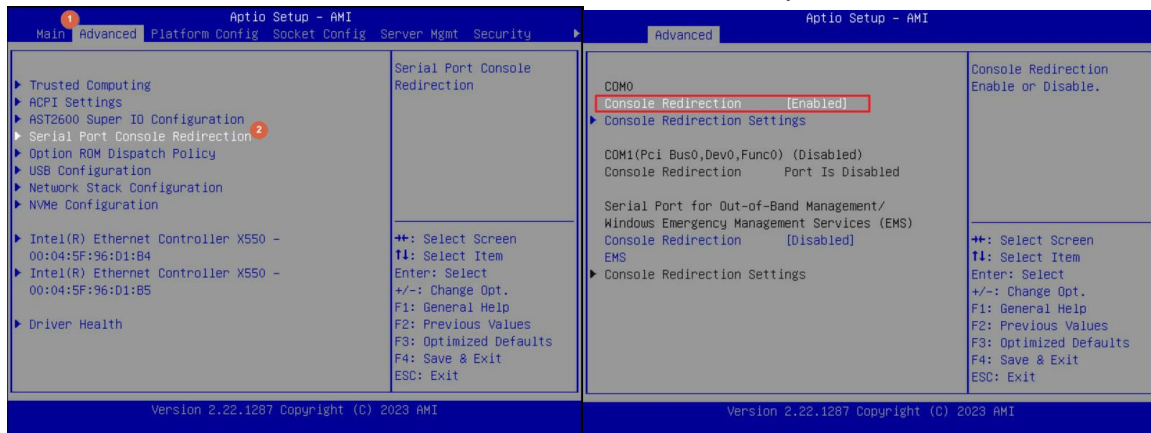 Aptio Setup – AMI
1
Main Advanced Platform Config Socket Config Server Mgmt Security
Trusted Computing
ACPI Settings
AST2600 Super IO Configuration
Serial Port Console Redirection 2
Option ROM Dispatch Policy
USB Configuration
Network Stack Configuration
NVMe Configuration
Intel(R) Ethernet Controller X550 –
00:04:5F:96:D1:B4
Intel(R) Ethernet Controller X550 –
00:04:5F:96:D1:B5
Driver Health
Serial Port Console
Redirection
++: Select Screen
↑↓: Select Item
Enter: Select
+/-: Change Opt.
F1: General Help
F2: Previous Values
F3: Optimized Defaults
F4: Save & Exit
ESC: Exit
Version 2.22.1287 Copyright (C) 2023 AMI
Aptio Setup – AMI
Advanced
COM0
Console Redirection [Enabled]
Console Redirection Settings
COM1(Pci Bus0,Dev0,Func0) (Disabled)
Console Redirection Port Is Disabled
Serial Port for Out-of-Band Management/
Windows Emergency Management Services (EMS)
Console Redirection [Disabled]
EMS
Console Redirection Settings
Console Redirection
Enable or Disable.
++: Select Screen
↑↓: Select Item
Enter: Select
+/-: Change Opt.
F1: General Help
F2: Previous Values
F3: Optimized Defaults
F4: Save & Exit
ESC: Exit
Version 2.22.1287 Copyright (C) 2023 AMI